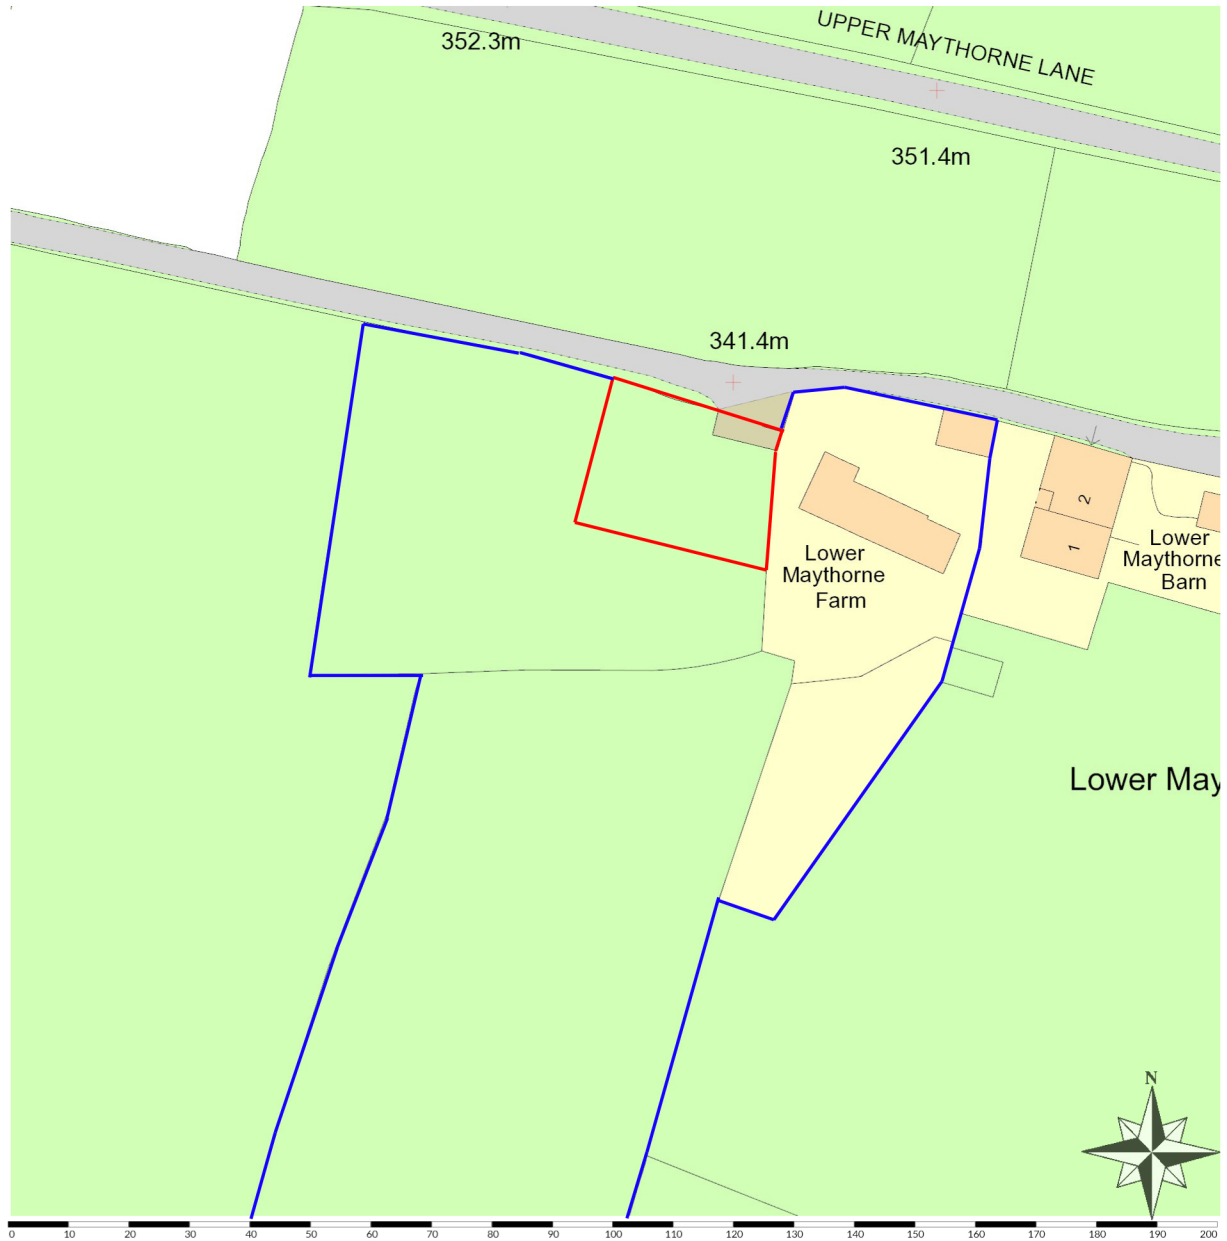 UPPER MAYTHORNE LANE
352.3m
351.4m
341.4m
2
1
Lower
Maythorne
Farm
Lower
Maythorne
Barn
Lower May
N
0 10 20 30 40 50 60 70 80 90 100 110 120 130 140 150 160 170 180 190 200